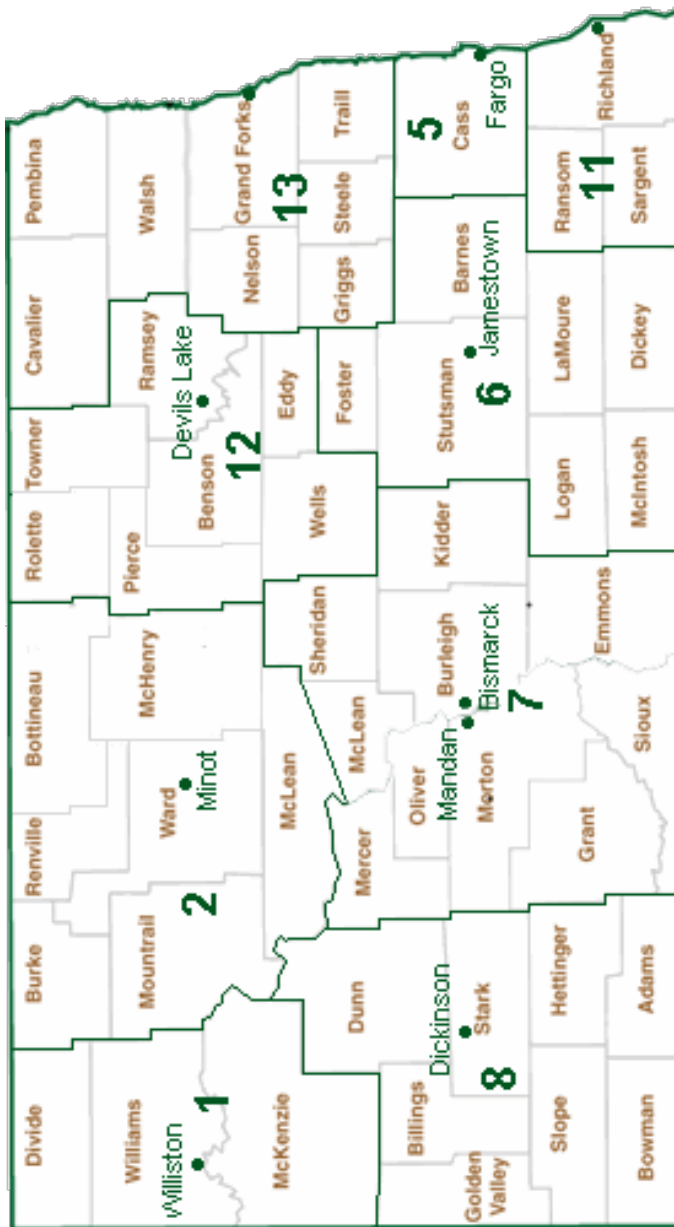 Divide
Burke
Renville
Bottineau
Rolette
Towner
Cavalier
Pembina
Williams
Mountrail
Ward
McHenry
Pierce
Benson
Ramsey
Walsh
Williston
Minot
Devils Lake
1
2
12
Nelson
Grand Forks
McKenzie
McLean
Wells
Eddy
13
Griggs
Steele
Traill
Dunn
Mercer
McLean
Sheridan
Foster
Billings
Oliver
Burleigh
Kidder
Stutsman
Barnes
5
Cass
Golden
Valley
Dickinson
Stark
Mandan
Morton
Bismarck
Jamestown
Fargo
8
7
6
Slope
Hettinger
Grant
Emmons
Logan
LaMoure
Ransom
11
Richland
Bowman
Adams
Sioux
McIntosh
Dickey
Sargent